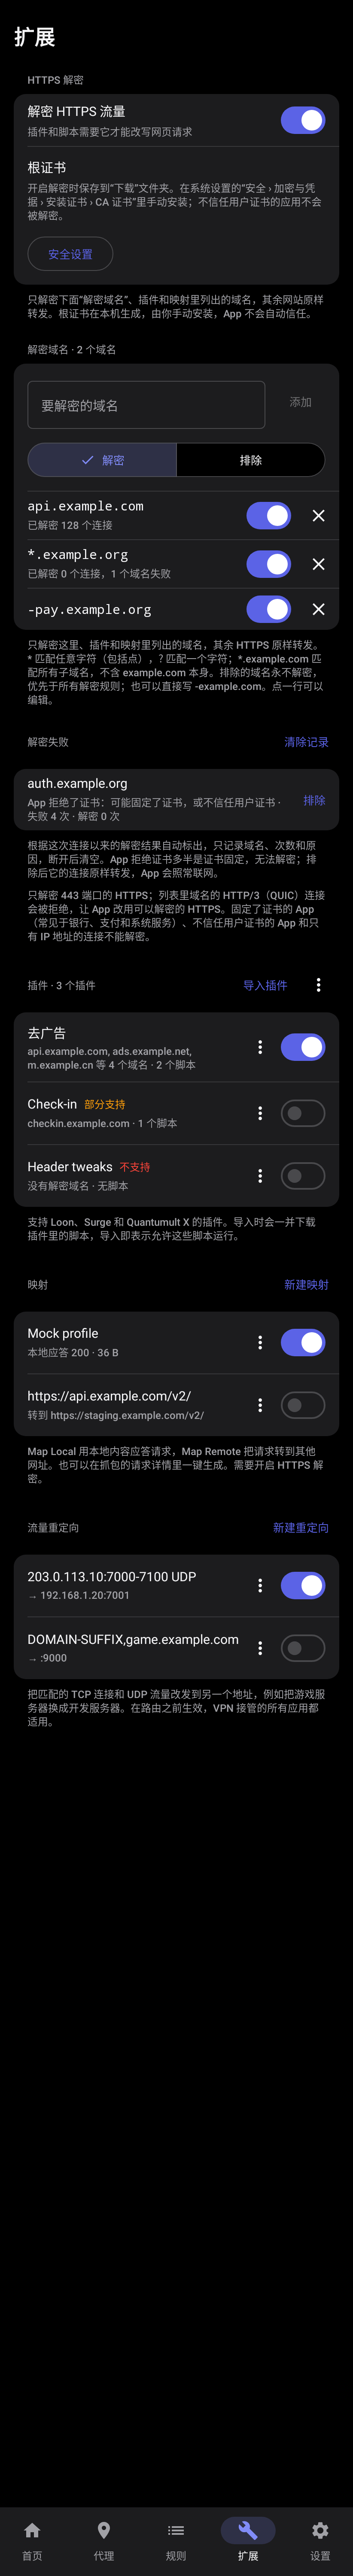 扩展
HTTPS 解密
解密 HTTPS 流量
插件和脚本需要它才能改写网页请求
根证书
开启解密时保存到“下载”文件夹。在系统设置的“安全 › 加密与凭
据 › 安装证书 › CA 证书”里手动安装；不信任用户证书的应用不会
被解密。
安全设置
只解密下面“解密域名”、插件和映射里列出的域名，其余网站原样
转发。根证书在本机生成，由你手动安装，App 不会自动信任。
解密域名 · 2 个域名
要解密的域名
添加
解密
排除
api.example.com
已解密 128 个连接
*.example.org
已解密 0 个连接，1 个域名失败
-pay.example.org
只解密这里、插件和映射里列出的域名，其余 HTTPS 原样转发。
* 匹配任意字符（包括点），? 匹配一个字符；*.example.com 匹
配所有子域名，不含 example.com 本身。排除的域名永不解密，
优先于所有解密规则；也可以直接写 -example.com。点一行可以
编辑。
解密失败
清除记录
auth.example.org
App 拒绝了证书：可能固定了证书，或不信任用户证书 ·
失败 4 次 · 解密 0 次
排除
根据这次连接以来的解密结果自动标出，只记录域名、次数和原
因，断开后清空。App 拒绝证书多半是证书固定，无法解密；排
除后它的连接原样转发，App 会照常联网。
只解密 443 端口的 HTTPS；列表里域名的 HTTP/3（QUIC）连接
会被拒绝，让 App 改用可以解密的 HTTPS。固定了证书的 App
（常见于银行、支付和系统服务）、不信任用户证书的 App 和只
有 IP 地址的连接不能解密。
插件 · 3 个插件
导入插件
去广告
api.example.com, ads.example.net,
m.example.cn 等 4 个域名 · 2 个脚本
Check-in 部分支持
checkin.example.com · 1 个脚本
Header tweaks 不支持
没有解密域名 · 无脚本
支持 Loon、Surge 和 Quantumult X 的插件。导入时会一并下载
插件里的脚本，导入即表示允许这些脚本运行。
映射
新建映射
Mock profile
本地应答 200 · 36 B
https://api.example.com/v2/
转到 https://staging.example.com/v2/
Map Local 用本地内容应答请求，Map Remote 把请求转到其他
网址。也可以在抓包的请求详情里一键生成。需要开启 HTTPS 解
密。
流量重定向
新建重定向
203.0.113.10:7000-7100 UDP
→ 192.168.1.20:7001
DOMAIN-SUFFIX,game.example.com
→ :9000
把匹配的 TCP 连接和 UDP 流量改发到另一个地址，例如把游戏服
务器换成开发服务器。在路由之前生效，VPN 接管的所有应用都
适用。
首页
代理
规则
扩展
设置